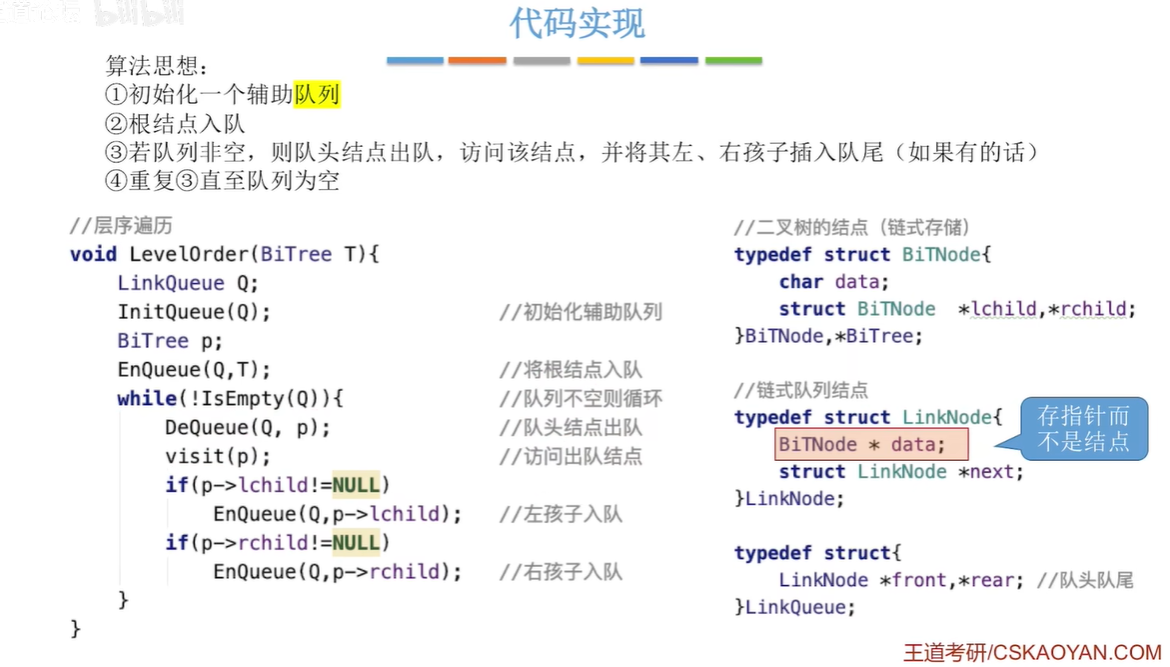 代码实现
算法思想：
①初始化一个辅助队列
②根结点入队
③若队列非空，则队头结点出队，访问该结点，并将其左、右孩子插入队尾（如果有的话）
④重复③直至队列为空
//层序遍历
void LevelOrder(BiTree T){
    LinkQueue Q;
    InitQueue(Q);                   //初始化辅助队列
    BiTree p;
    EnQueue(Q,T);                   //将根结点入队
    while(!IsEmpty(Q)){             //队列不空则循环
        DeQueue(Q, p);              //队头结点出队
        visit(p);                   //访问出队结点
        if(p->lchild!=NULL)
            EnQueue(Q,p->lchild);   //左孩子入队
        if(p->rchild!=NULL)
            EnQueue(Q,p->rchild);   //右孩子入队
    }
}
//二叉树的结点（链式存储）
typedef struct BiTNode{
    char data;
    struct BiTNode  *lchild,*rchild;
}BiTNode,*BiTree;
//链式队列结点
typedef struct LinkNode{
    BiTNode * data;
    struct LinkNode *next;
}LinkNode;
存指针而
不是结点
typedef struct{
    LinkNode *front,*rear; //队头队尾
}LinkQueue;
王道考研/CSKAOYAN.COM
bilibili